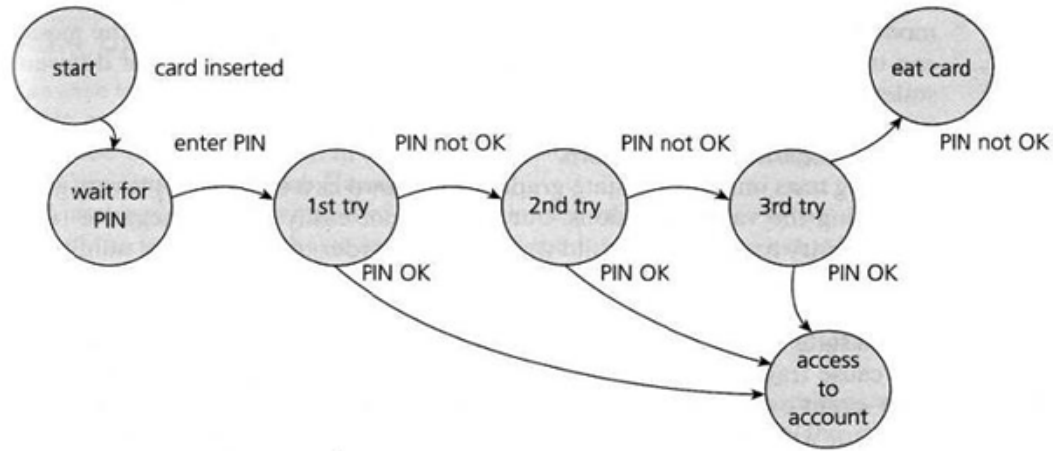 start
card inserted
eat card
enter PIN
PIN not OK
PIN not OK
PIN not OK
wait for
PIN
1st try
2nd try
3rd try
PIN OK
PIN OK
PIN OK
access
to
account